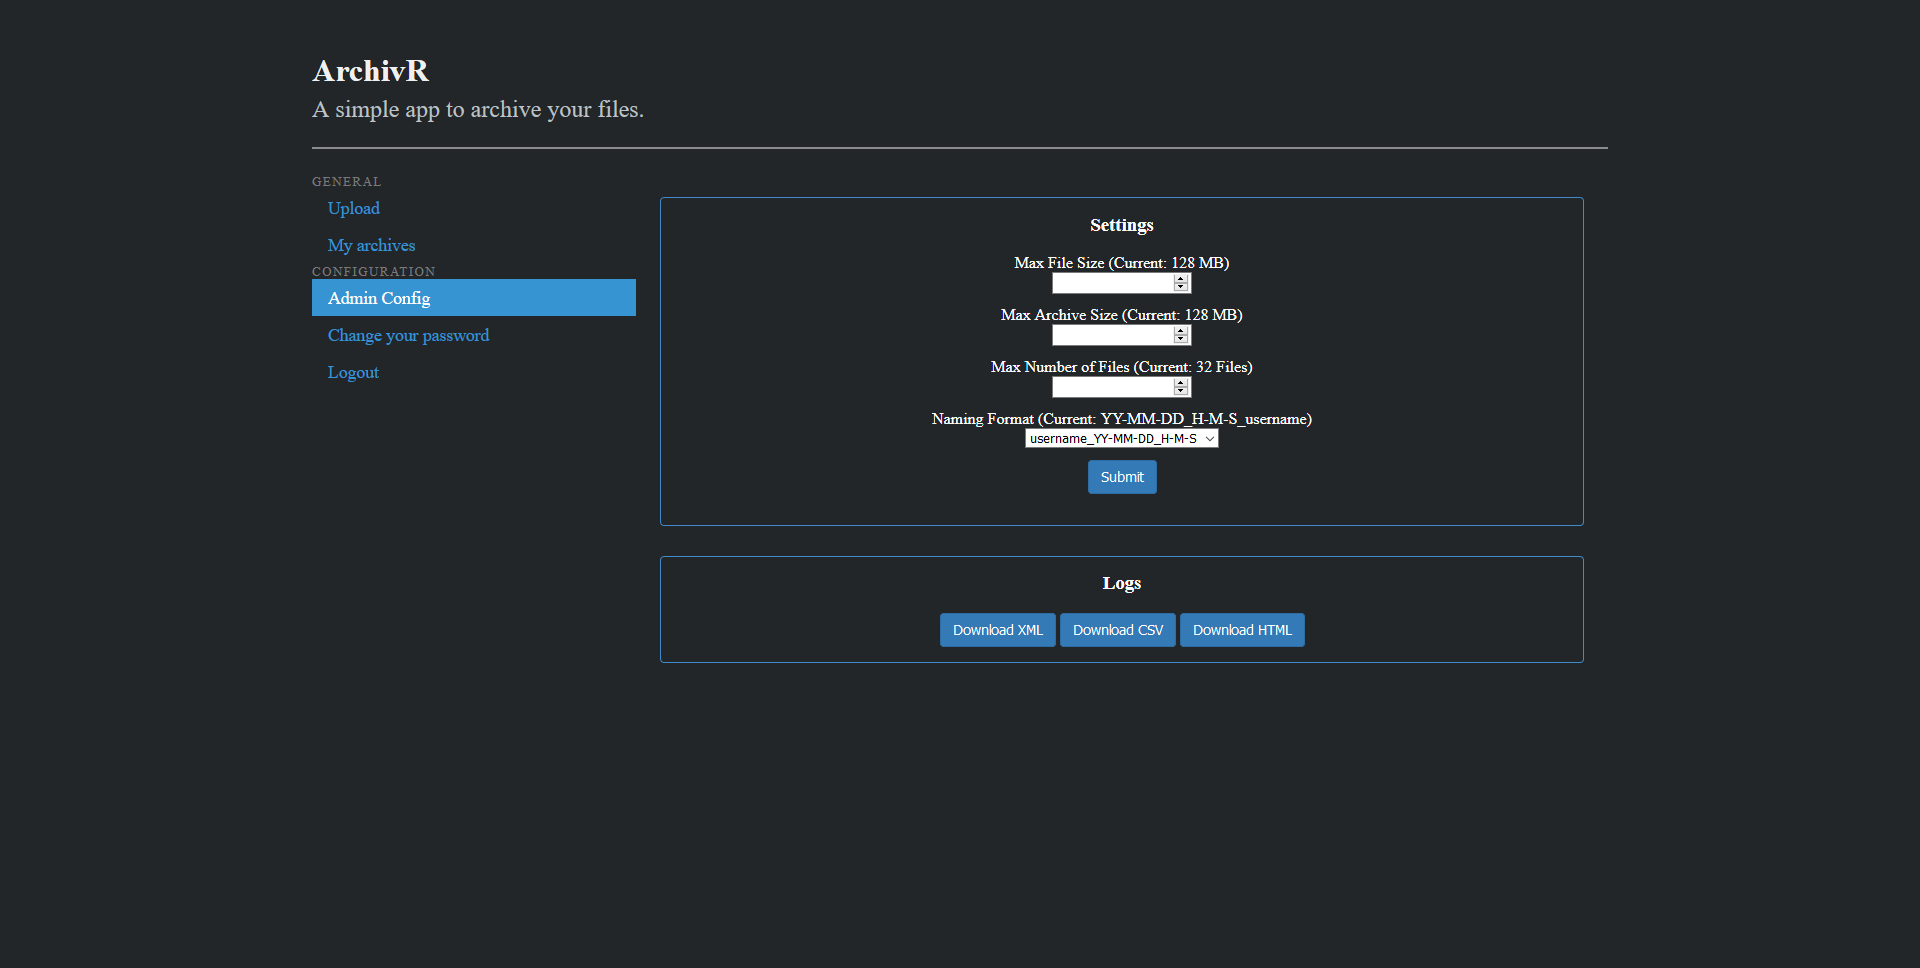 ArchivR
A simple app to archive your files.
GENERAL
Upload
My archives
CONFIGURATION
Admin Config
Change your password
Logout
Settings
Max File Size (Current: 128 MB)
Max Archive Size (Current: 128 MB)
Max Number of Files (Current: 32 Files)
Naming Format (Current: YY-MM-DD_H-M-S_username)
username_YY-MM-DD_H-M-S
Submit
Logs
Download XML Download CSV Download HTML